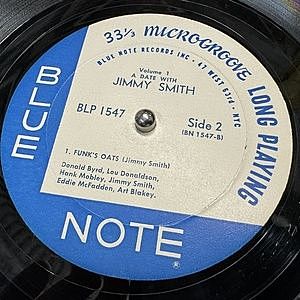 33⅓ MICROGROOVE LONG PLAYING
BLUE NOTE RECORDS INC • 47 WEST 63rd • NYC
Volume 1
A DATE WITH
JIMMY SMITH
BLP 1547
Side 2
(BN 1547-B)
1. FUNK'S OATS (Jimmy Smith)
Donald Byrd, Lou Donaldson,
Hank Mobley, Jimmy Smith,
Eddie McFadden, Art Blakey.
BLUE
NOTE
®